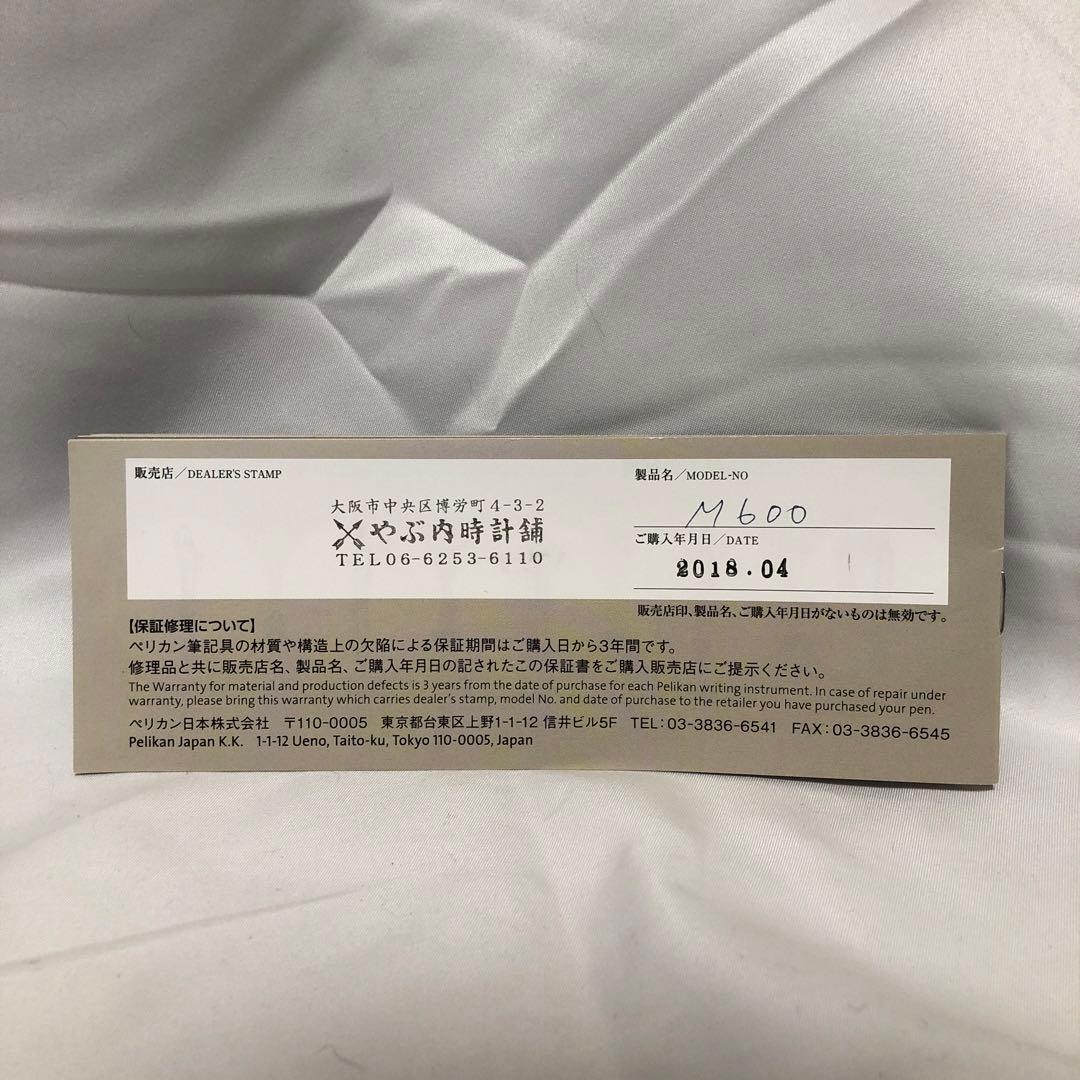 販売店／DEALER'S STAMP
大阪市中央区博労町4-3-2
やぶ内時計舗
TEL06-6253-6110
製品名／MODEL-NO
M600
ご購入年月日／DATE
2018.04
販売店印、製品名、ご購入年月日がないものは無効です。
【保証修理について】
ペリカン筆記具の材質や構造上の欠陥による保証期間はご購入日から3年間です。
修理品と共に販売店名、製品名、ご購入年月日の記されたこの保証書をご購入販売店にご提示ください。
The Warranty for material and production defects is 3 years from the date of purchase for each Pelikan writing instrument. In case of repair under
warranty, please bring this warranty which carries dealer's stamp, model No. and date of purchase to the retailer you have purchased your pen.
ペリカン日本株式会社 〒110-0005 東京都台東区上野1-1-12 信井ビル5F TEL:03-3836-6541 FAX:03-3836-6545
Pelikan Japan K.K. 1-1-12 Ueno, Taito-ku, Tokyo 110-0005, Japan